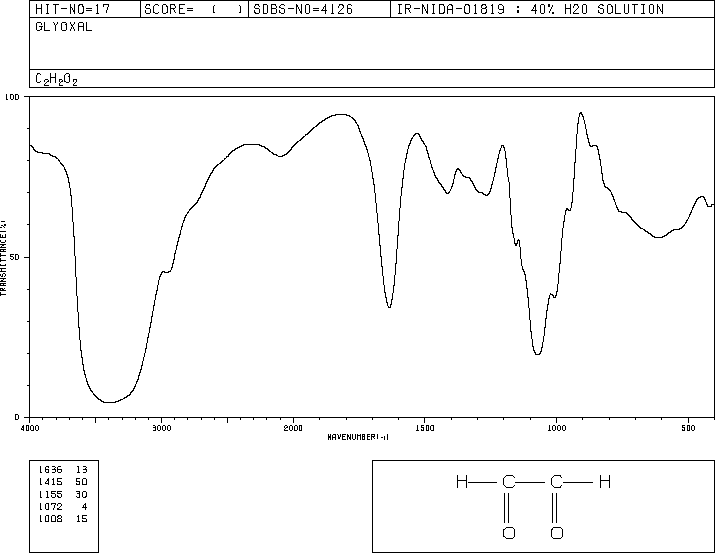 HIT-NO=17 SCORE= ( ) SDBS-NO=4126 IR-NIDA-01819 : 40% H2O SOLUTION
GLYOXAL
C2H2O2
100
50
0
TRANSMITTANCE(%)
4000 3000 2000 1500 1000 500
WAVENUMBER(-1)
1636 13
1415 50
1155 30
1072 4
1008 15
H C C H
O O